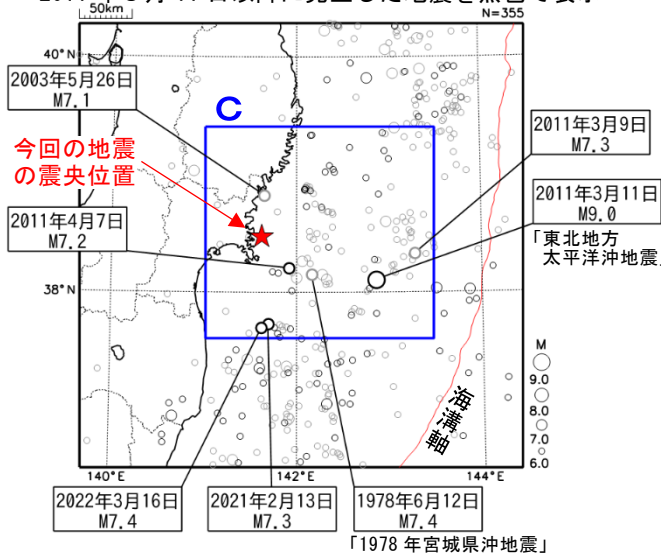 50km
N=355
40°N
2003年5月26日
M7.1
C
今回の地震
の震央位置
2011年3月9日
M7.3
2011年3月11日
M9.0
「東北地方
太平洋沖地震」
2011年4月7日
M7.2
38°N
M
9.0
8.0
7.0
6.0
海溝軸
140°E
142°E
144°E
2022年3月16日
M7.4
2021年2月13日
M7.3
1978年6月12日
M7.4
「1978 年宮城県沖地震」